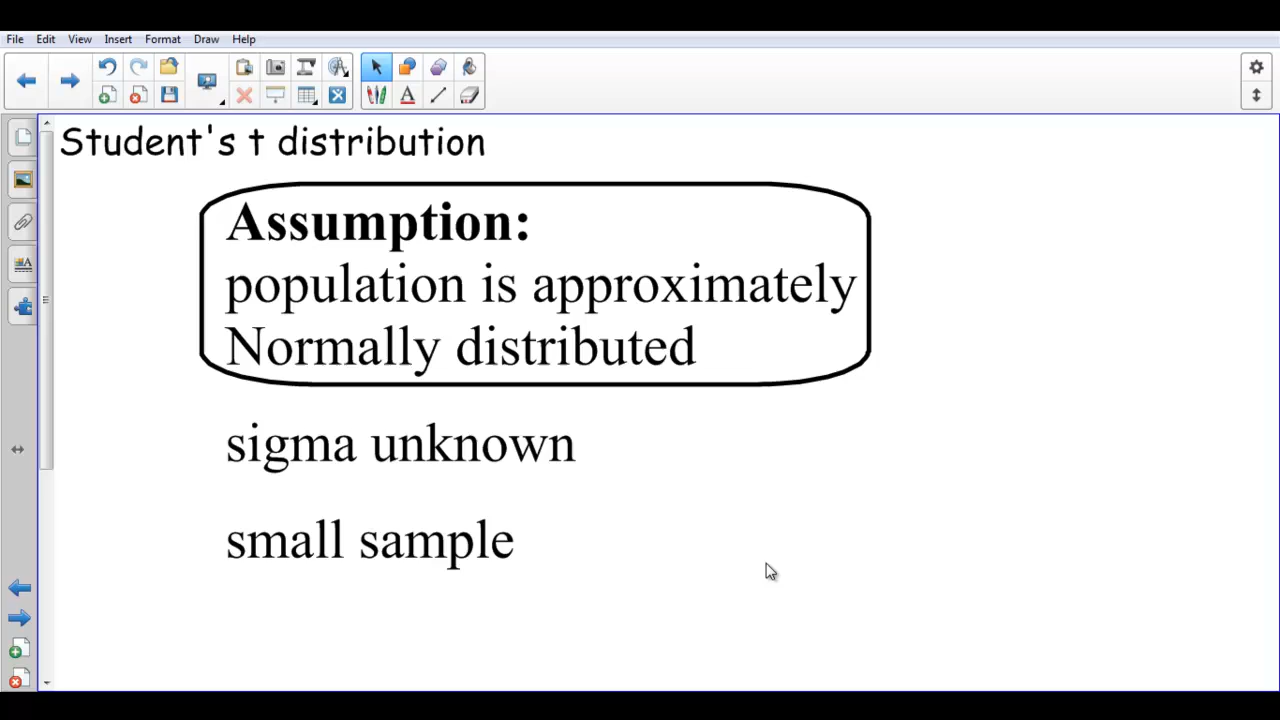 File Edit View Insert Format Draw Help
Student's t distribution
Assumption:
population is approximately
Normally distributed
sigma unknown
small sample